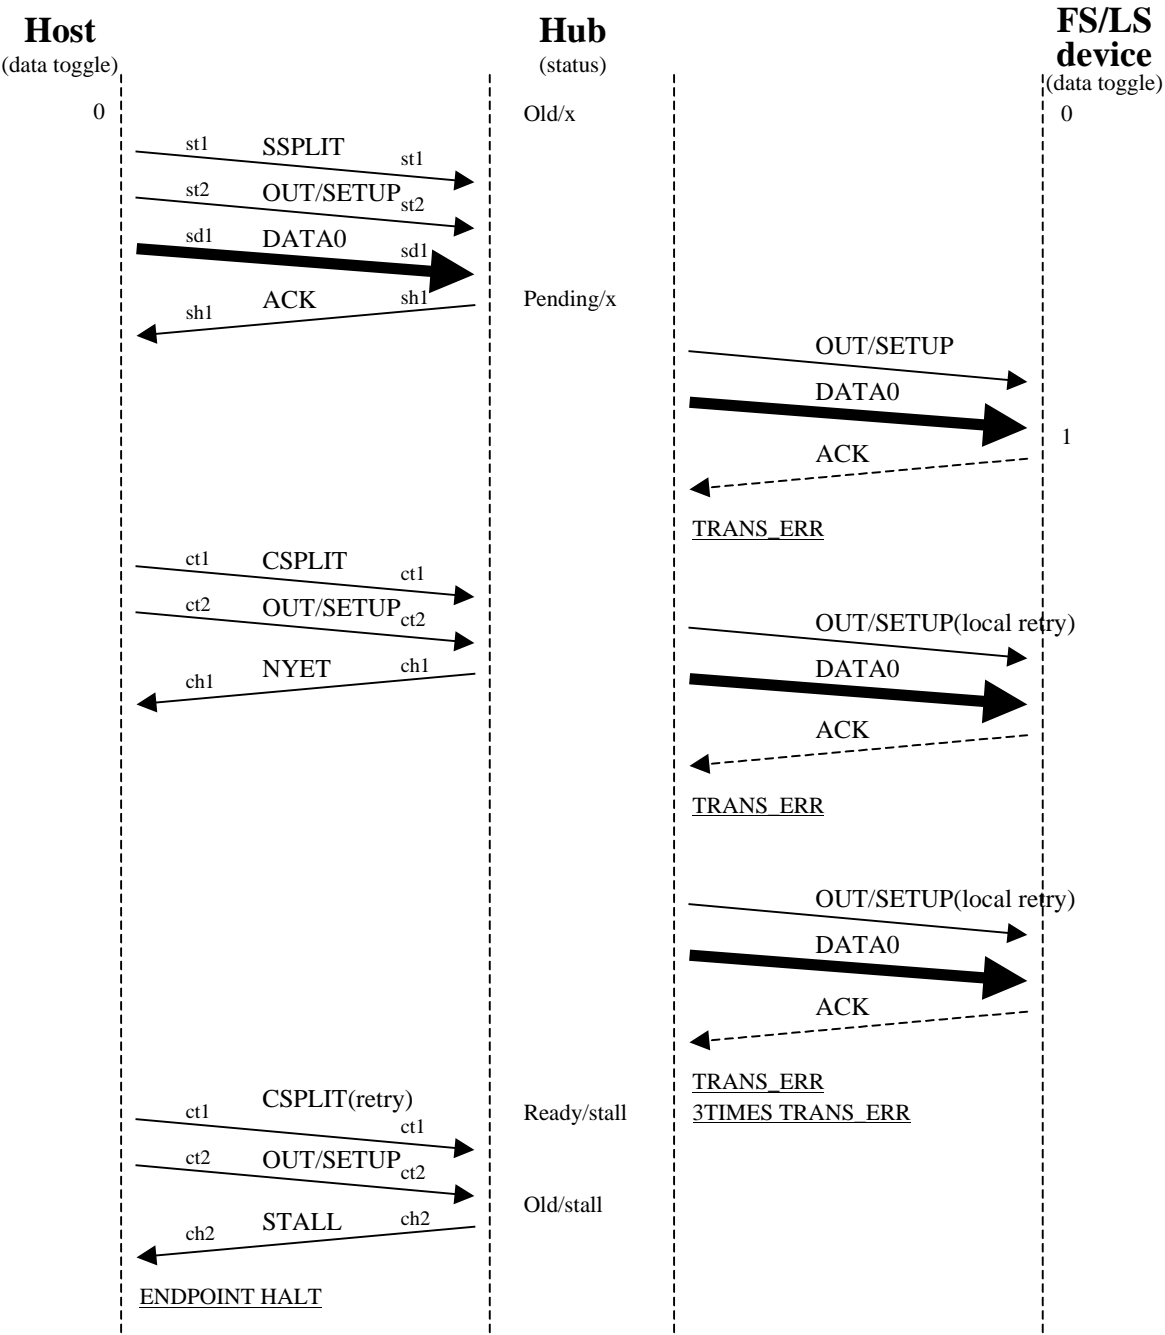 Host
(data toggle)
Hub
(status)
FS/LS
device
(data toggle)
0
Old/x
0
st1 SSPLIT st1
st2 OUT/SETUP st2
sd1 DATA0 sd1
sh1 ACK sh1
Pending/x
OUT/SETUP
DATA0
1
ACK
TRANS_ERR
ct1 CSPLIT ct1
ct2 OUT/SETUP ct2
OUT/SETUP(local retry)
ch1 NYET ch1
DATA0
ACK
TRANS_ERR
OUT/SETUP(local retry)
DATA0
ACK
TRANS_ERR
ct1 CSPLIT(retry) ct1
Ready/stall
3TIMES TRANS_ERR
ct2 OUT/SETUP ct2
Old/stall
ch2 STALL ch2
ENDPOINT HALT